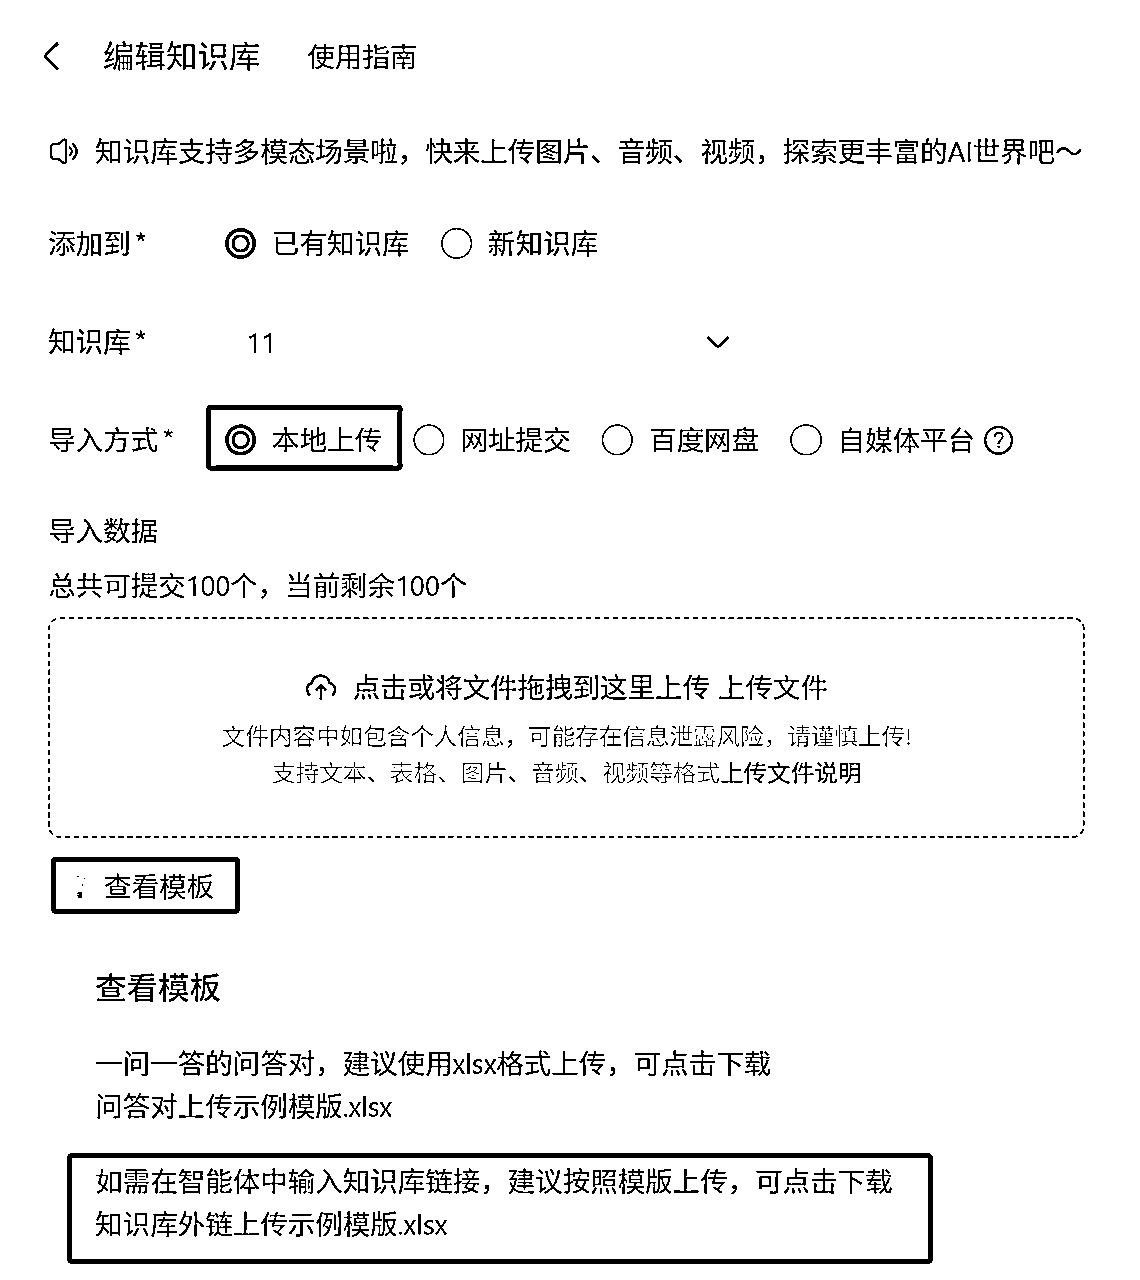 编辑知识库 使用指南
知识库支持多模态场景啦，快来上传图片、音频、视频，探索更丰富的AI世界吧～
添加到* 已有知识库 新知识库
知识库* 11
导入方式* 本地上传 网址提交 百度网盘 自媒体平台 ?
导入数据
总共可提交100个，当前剩余100个
点击或将文件拖拽到这里上传 上传文件
文件内容中如包含个人信息，可能存在信息泄露风险，请谨慎上传!
支持文本、表格、图片、音频、视频等格式上传文件说明
查看模板
查看模板
一问一答的问答对，建议使用xlsx格式上传，可点击下载
问答对上传示例模版.xlsx
如需在智能体中输入知识库链接，建议按照模版上传，可点击下载
知识库外链上传示例模版.xlsx